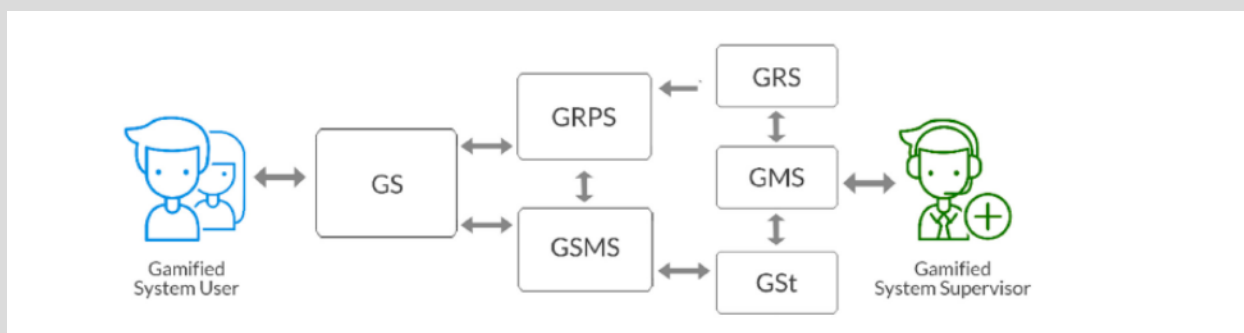 GRS
GRPS
GS
GMS
GSMS
GSt
Gamified
System User
Gamified
System Supervisor